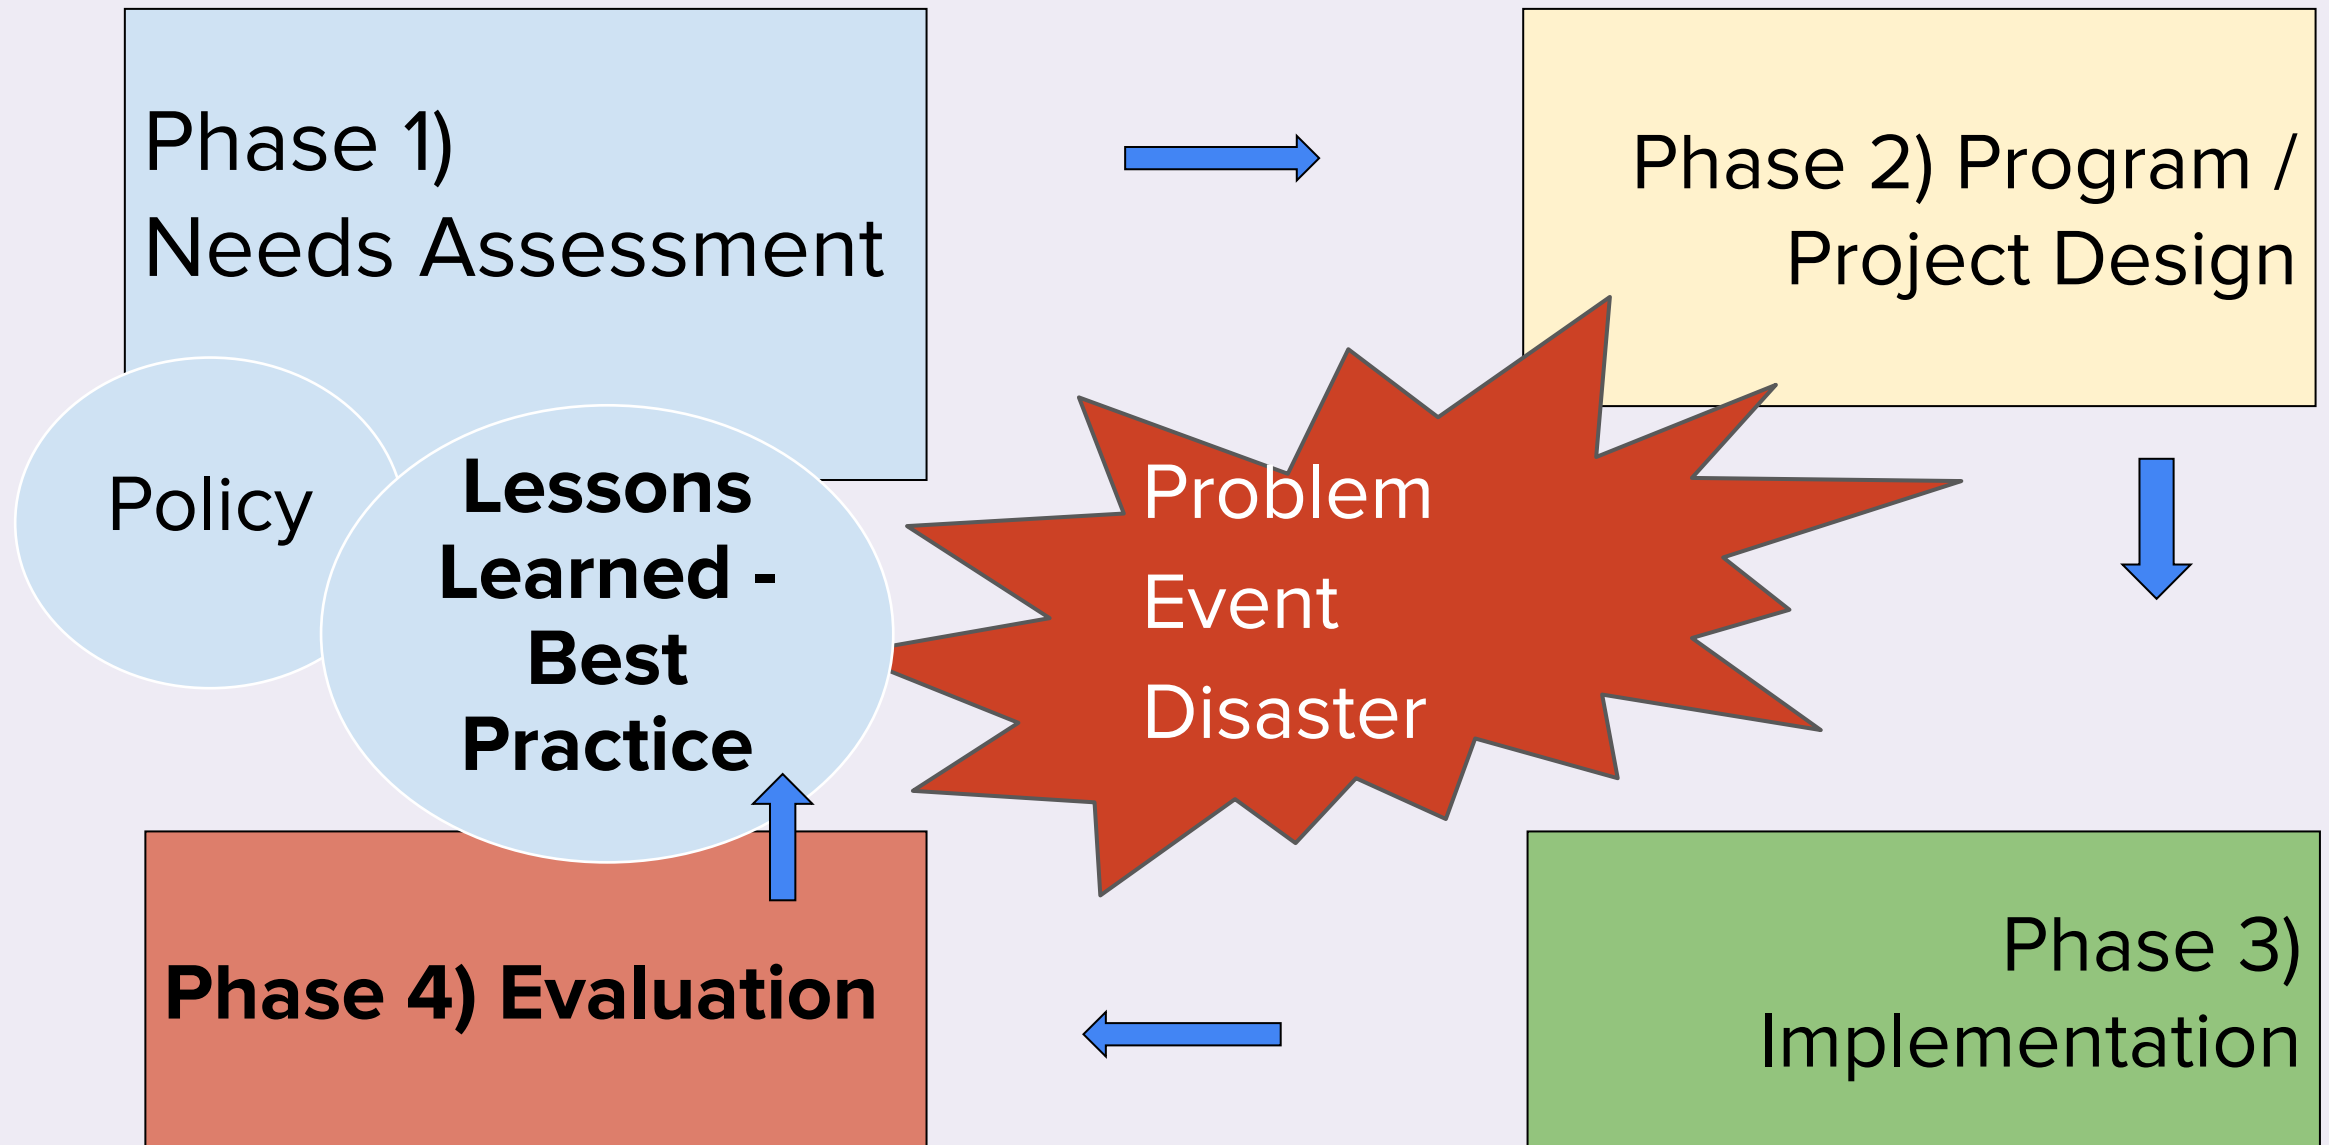 Phase 1)
Needs Assessment
Phase 2) Program /
Project Design
Policy
Lessons
Learned -
Best
Practice
Problem
Event
Disaster
Phase 4) Evaluation
Phase 3)
Implementation